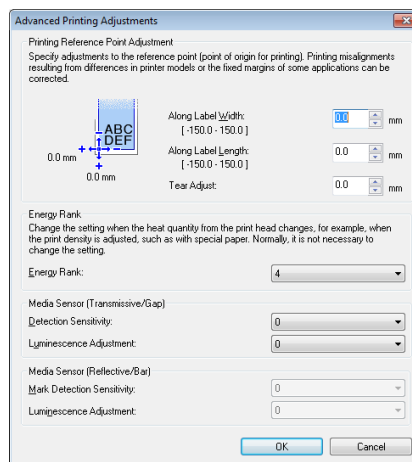 Advanced Printing Adjustments
Printing Reference Point Adjustment
Specify adjustments to the reference point (point of origin for printing). Printing misalignments
resulting from differences in printer models or the fixed margins of some applications can be
corrected.
ABC
DEF
0.0 mm
0.0 mm
Along Label Width:
0.0 mm
[ -150.0 - 150.0 ]
Along Label Length:
0.0 mm
[ -150.0 - 150.0 ]
Tear Adjust:
0.0 mm
Energy Rank
Change the setting when the heat quantity from the print head changes, for example, when
the print density is adjusted, such as with special paper. Normally, it is not necessary to
change the setting.
Energy Rank:
4
Media Sensor (Transmissive/Gap)
Detection Sensitivity:
0
Luminescence Adjustment:
0
Media Sensor (Reflective/Bar)
Mark Detection Sensitivity:
0
Luminescence Adjustment:
0
OK
Cancel